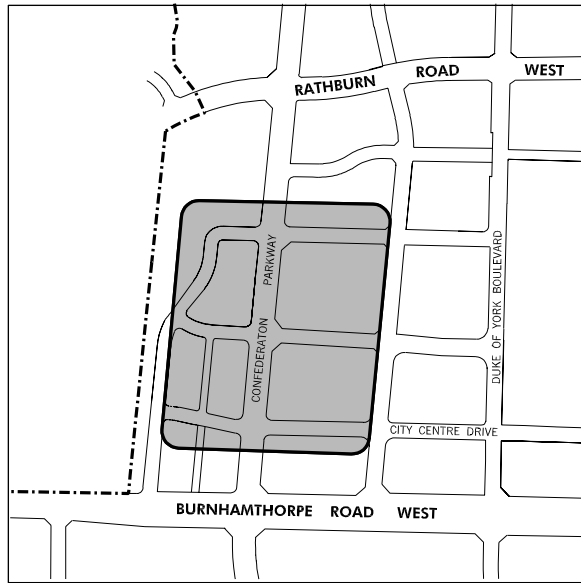 RATHBURN ROAD WEST
CONFEDERATON PARKWAY
DUKE OF YORK BOULEVARD
CITY CENTRE DRIVE
BURNHAMTHORPE ROAD WEST